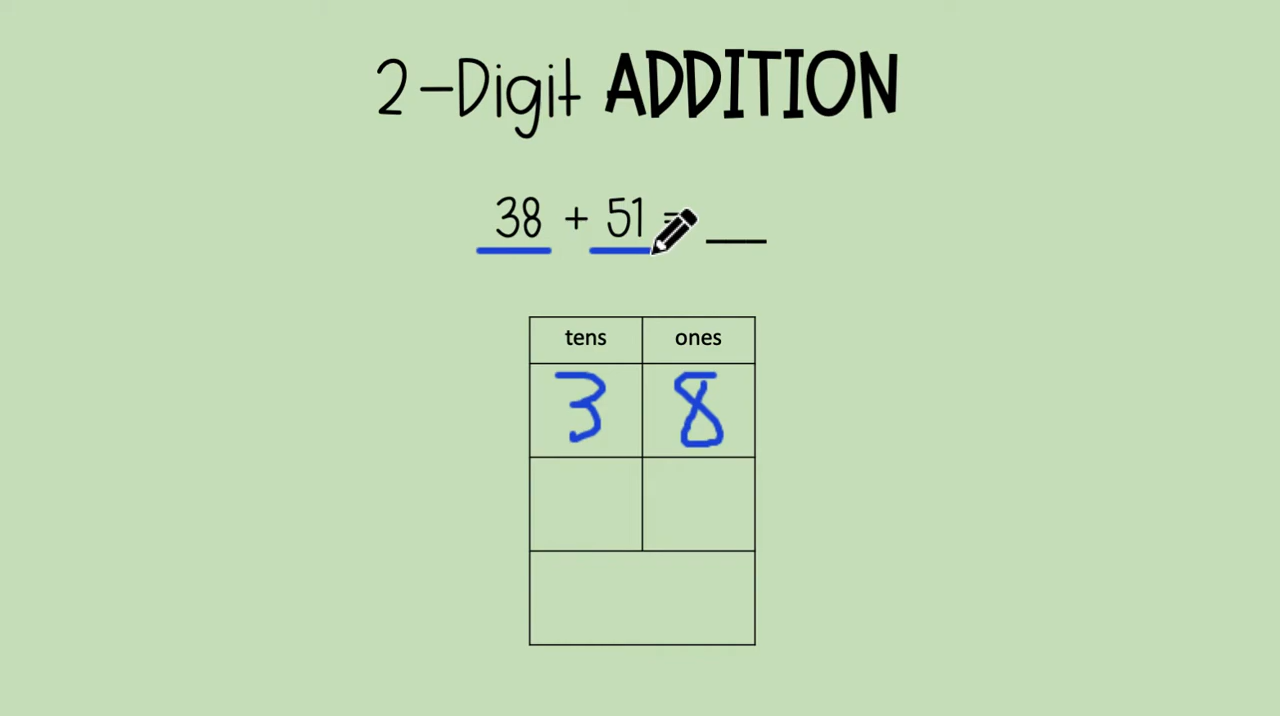 2-Digit ADDITION
38 + 51 = ___
tens ones
3 8